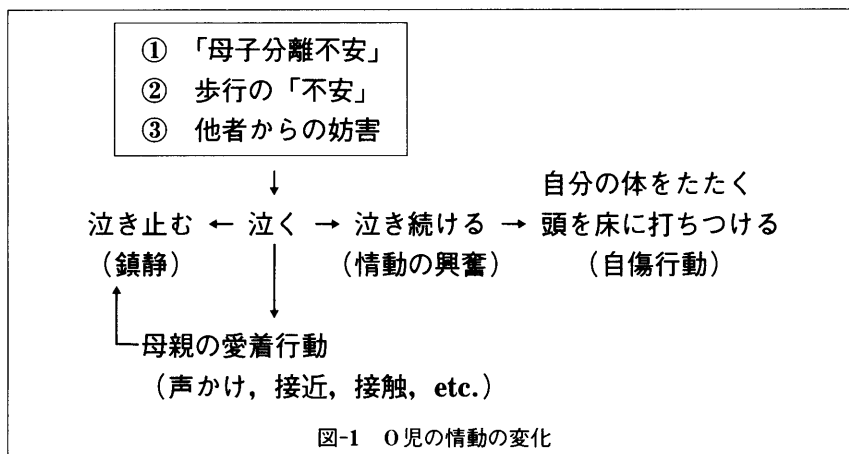 ① 「母子分離不安」
② 歩行の「不安」
③ 他者からの妨害
自分の体をたたく
泣き止む ← 泣く → 泣き続ける → 頭を床に打ちつける
（鎮静） （情動の興奮） （自傷行動）
母親の愛着行動
（声かけ，接近，接触，etc.）
図-1 O児の情動の変化